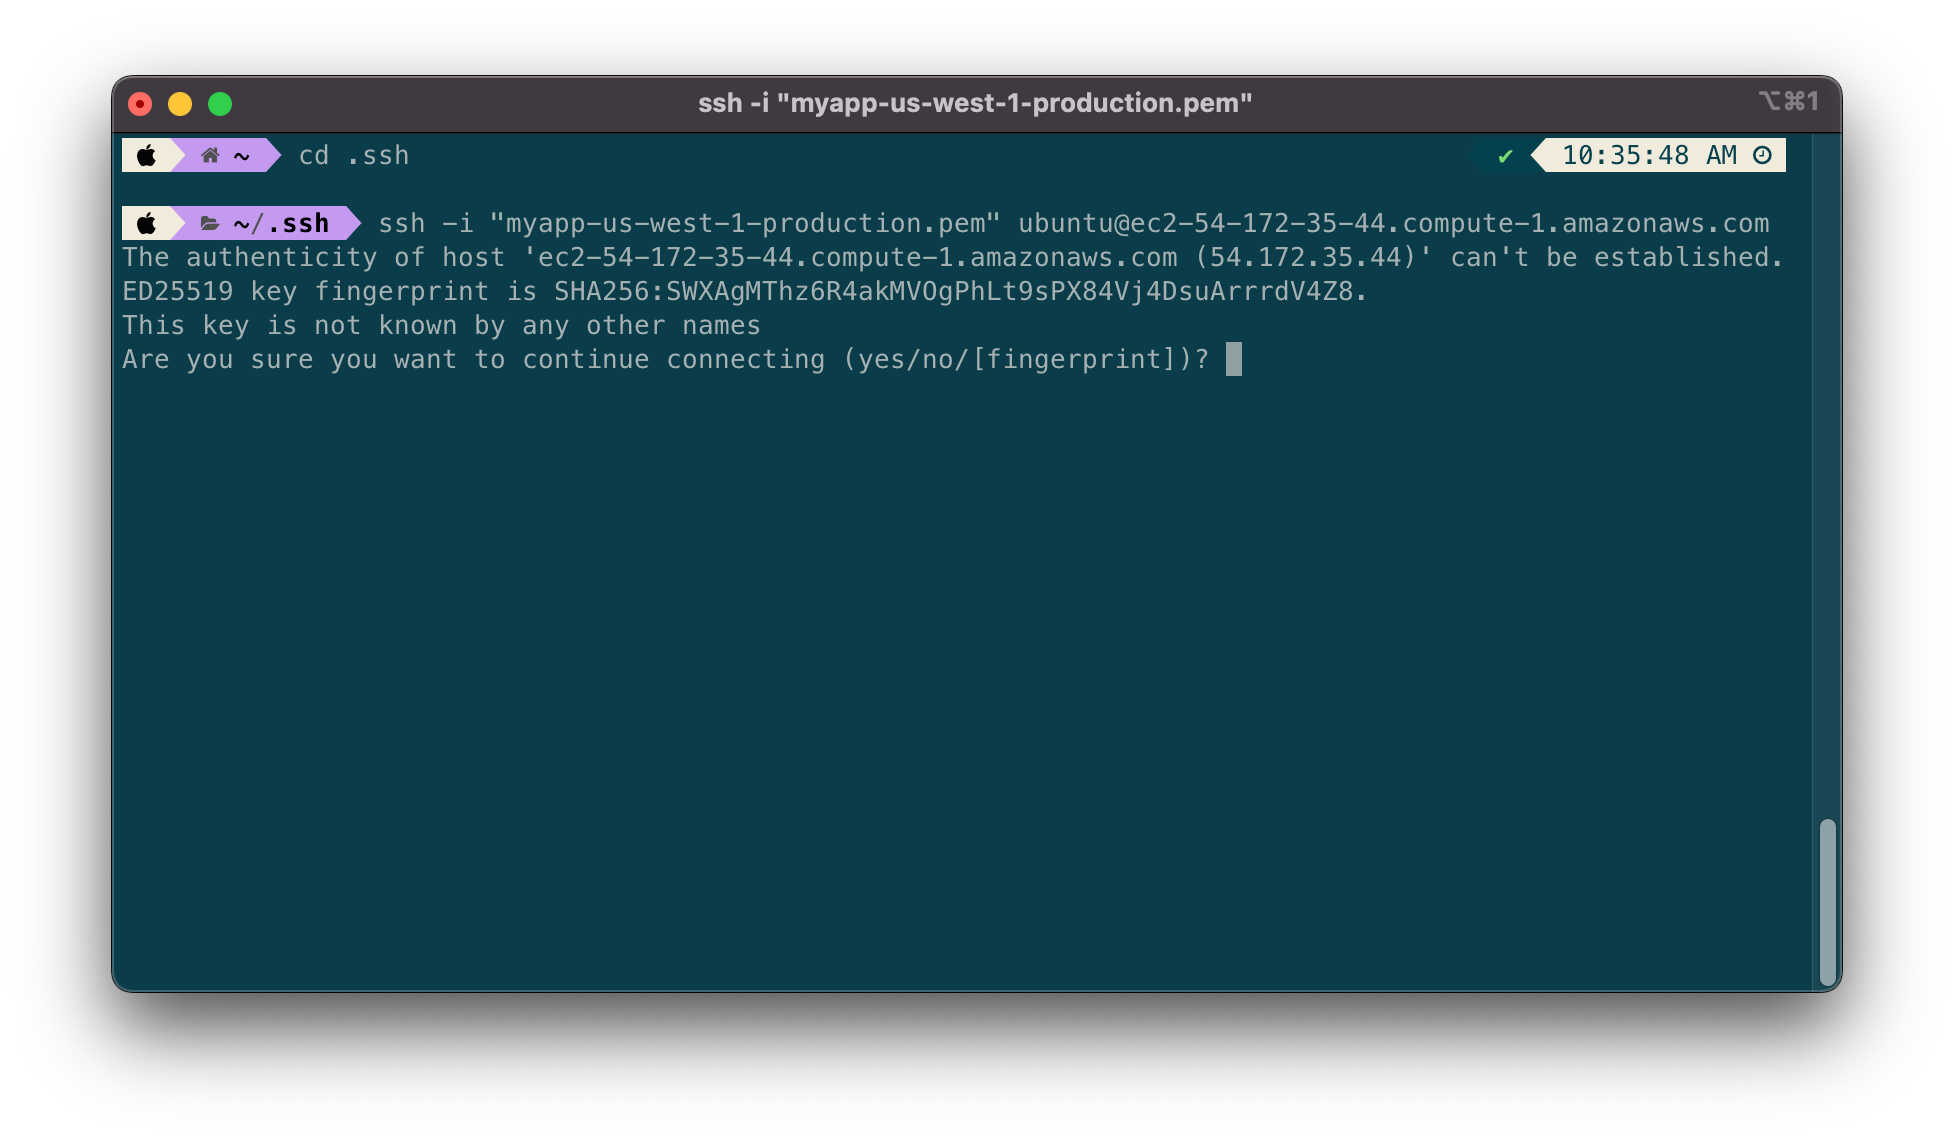 ssh -i "myapp-us-west-1-production.pem"
⌥⌘1
~ cd .ssh
✔ 10:35:48 AM
~/.ssh ssh -i "myapp-us-west-1-production.pem" ubuntu@ec2-54-172-35-44.compute-1.amazonaws.com
The authenticity of host 'ec2-54-172-35-44.compute-1.amazonaws.com (54.172.35.44)' can't be established.
ED25519 key fingerprint is SHA256:SWXAgMThz6R4akMVOgPhLt9sPX84Vj4DsuArrrdV4Z8.
This key is not known by any other names
Are you sure you want to continue connecting (yes/no/[fingerprint])?